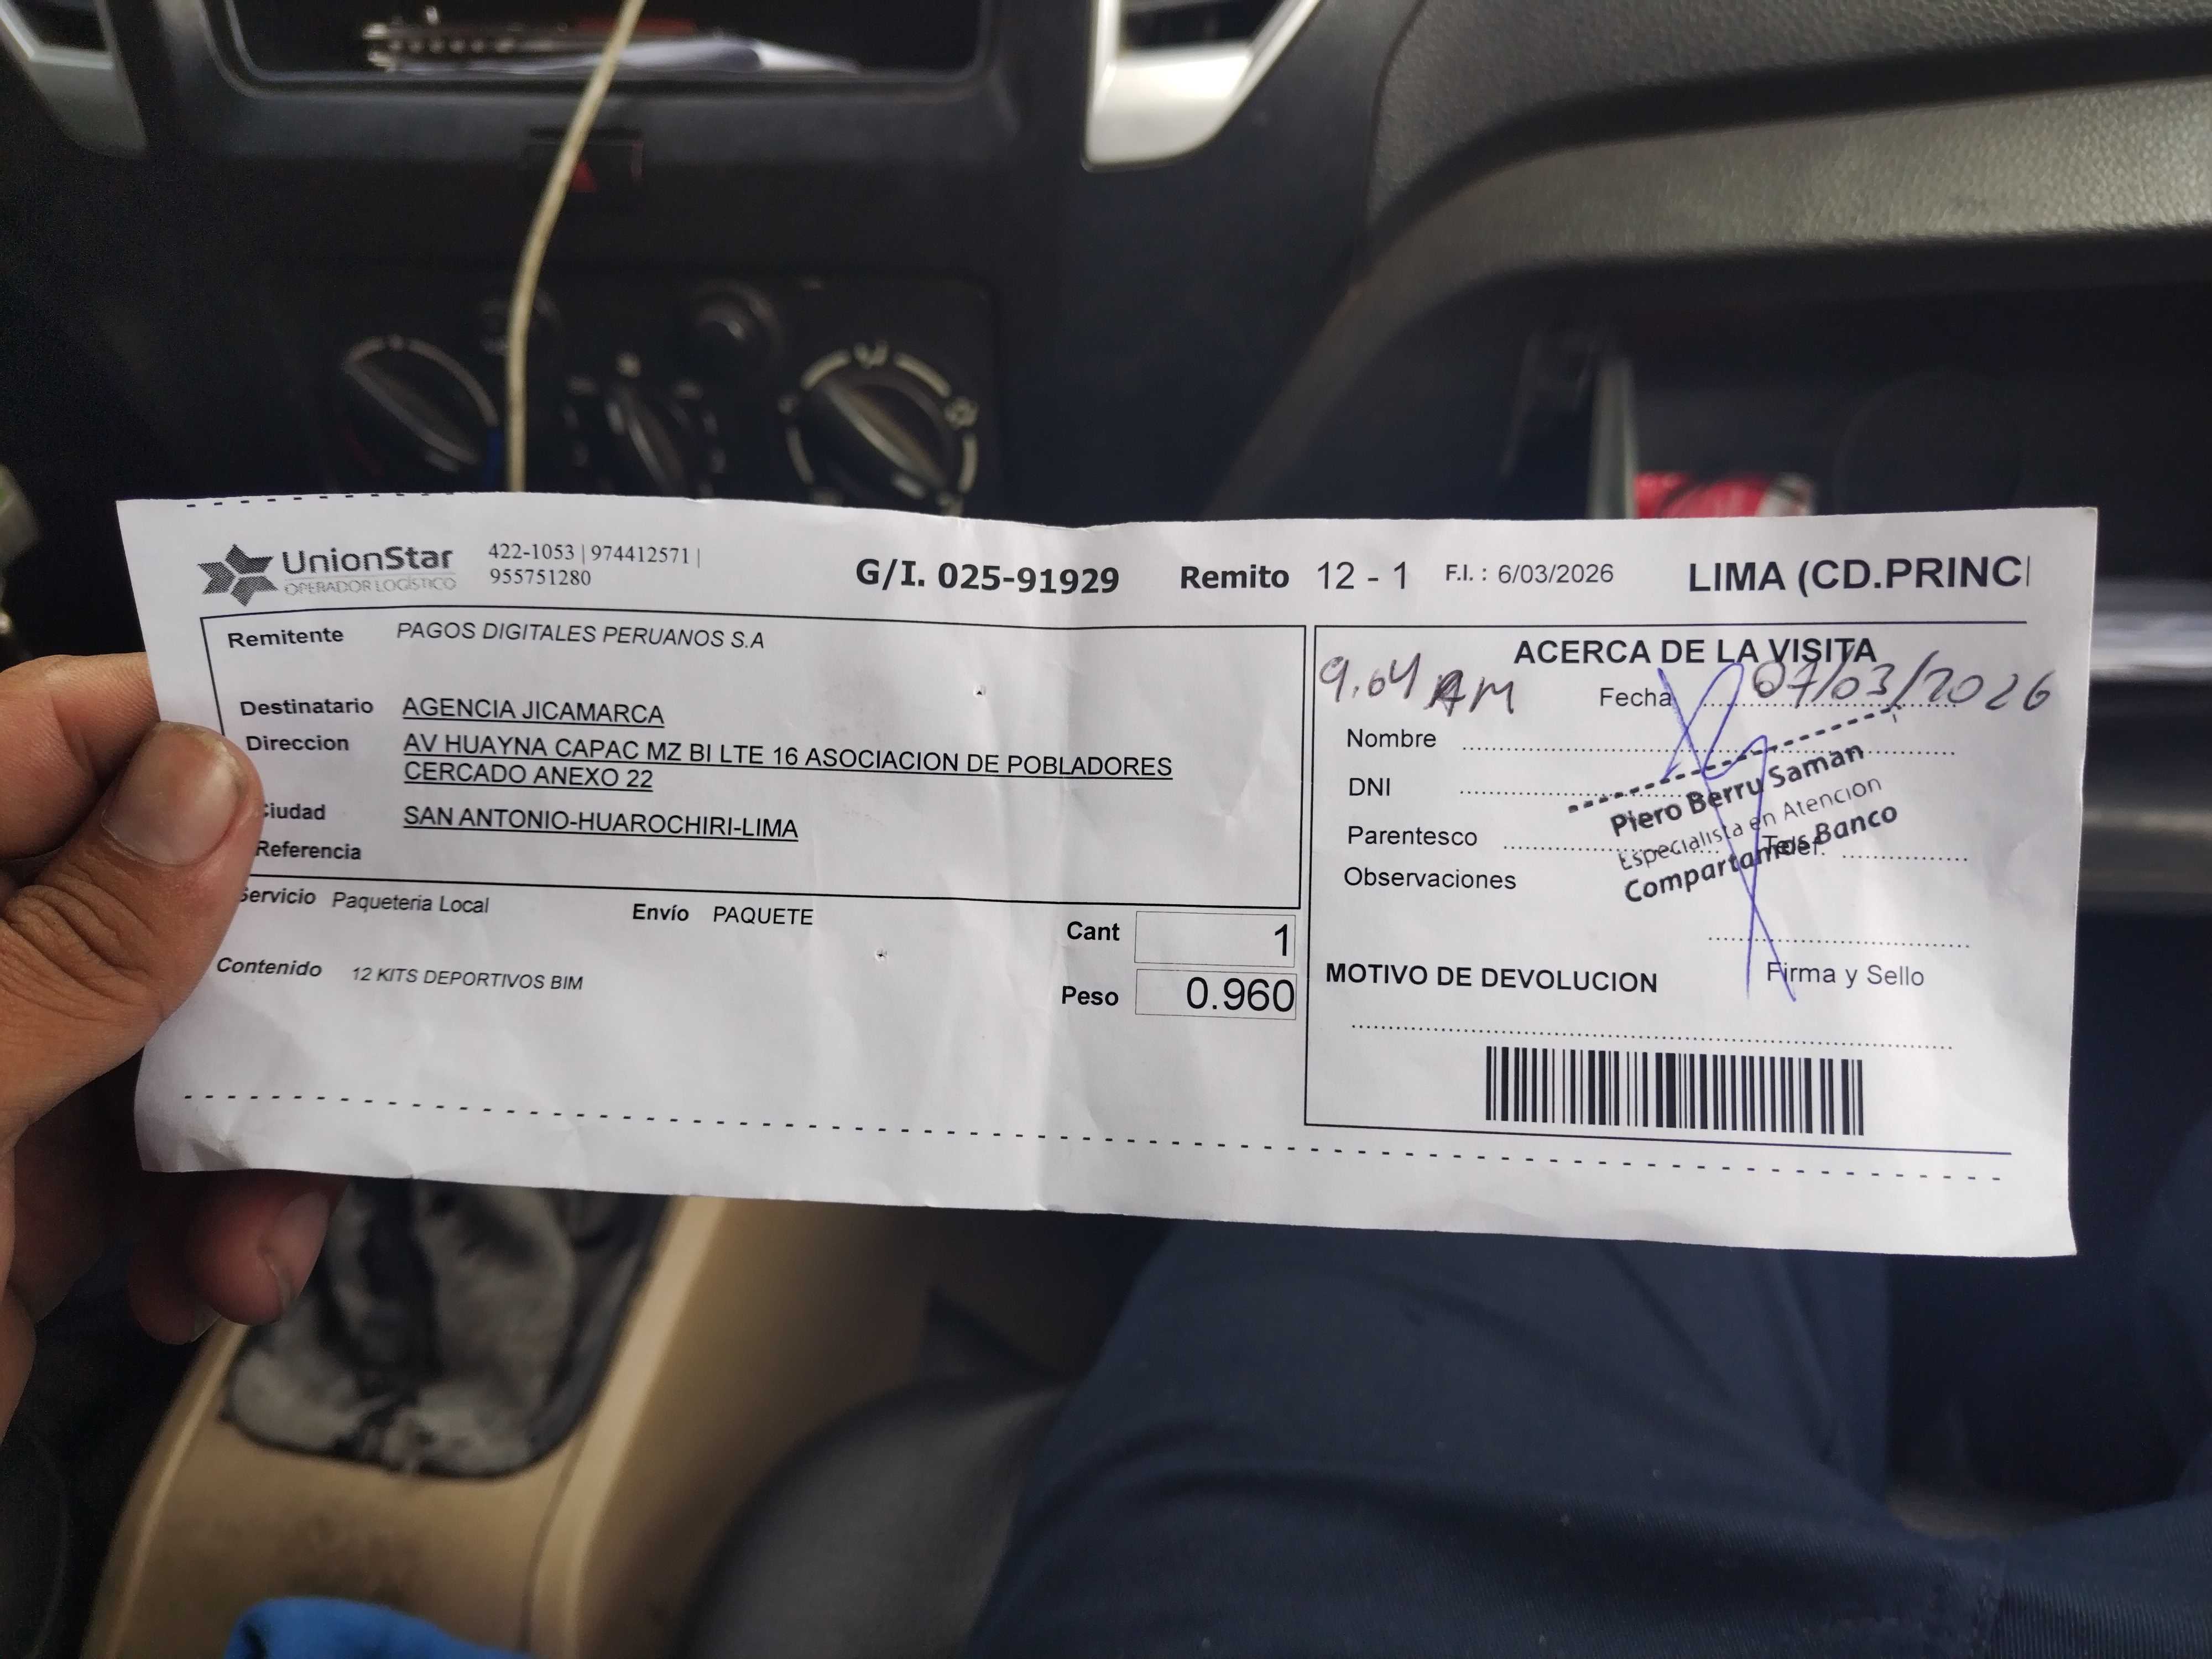 UnionStar
OPERADOR LOGÍSTICO
422-1053 | 974412571 |
955751280
G/I. 025-91929
Remito 12 - 1
F.I. : 6/03/2026
LIMA (CD.PRINC
Remitente PAGOS DIGITALES PERUANOS S.A
Destinatario AGENCIA JICAMARCA
Direccion AV HUAYNA CAPAC MZ BI LTE 16 ASOCIACION DE POBLADORES
CERCADO ANEXO 22
Ciudad SAN ANTONIO-HUAROCHIRI-LIMA
Referencia
Servicio Paqueteria Local
Envío PAQUETE
Cant 1
Contenido 12 KITS DEPORTIVOS BIM
Peso 0.960
ACERCA DE LA VISITA
9.04 AM
Fecha 07/03/2026
Nombre
DNI
Piero Berru Saman
Especialista en Atencion
Compartamos Banco
Parentesco
Telef.
Observaciones
Firma y Sello
MOTIVO DE DEVOLUCION